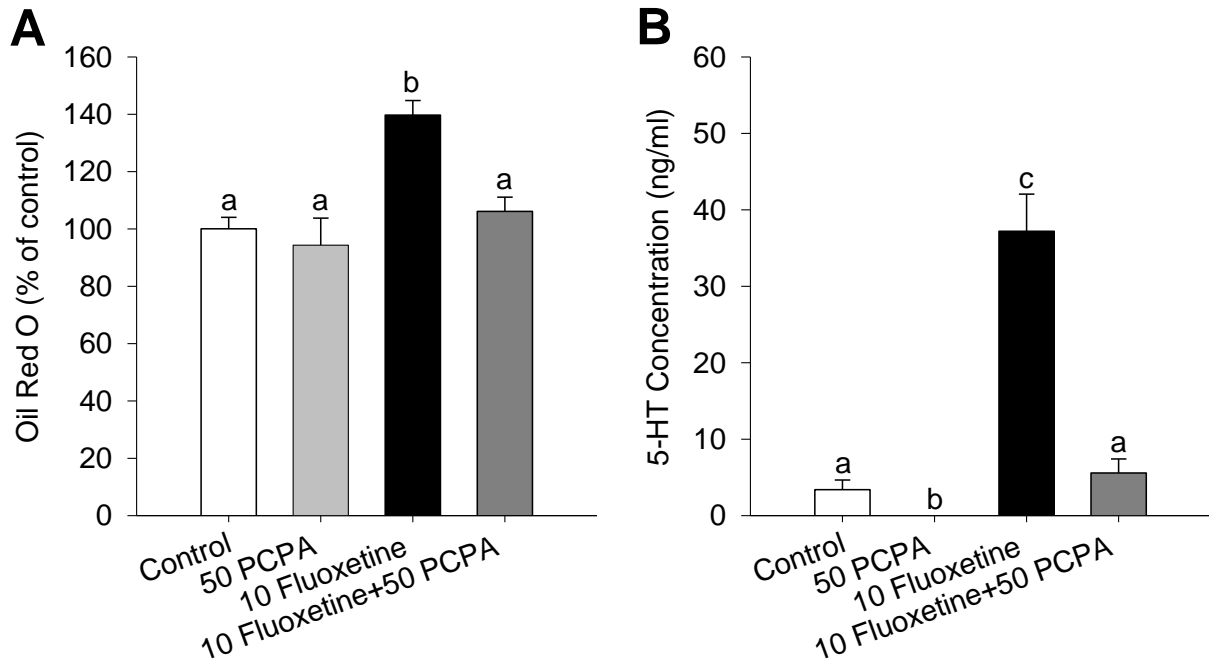 A
Oil Red O (% of control)
160
140
120
100
80
60
40
20
0
a
a
b
a
Control
50 PCPA
10 Fluoxetine
10 Fluoxetine+50 PCPA
B
5-HT Concentration (ng/ml)
60
50
40
30
20
10
0
a
b
c
a
Control
50 PCPA
10 Fluoxetine
10 Fluoxetine+50 PCPA